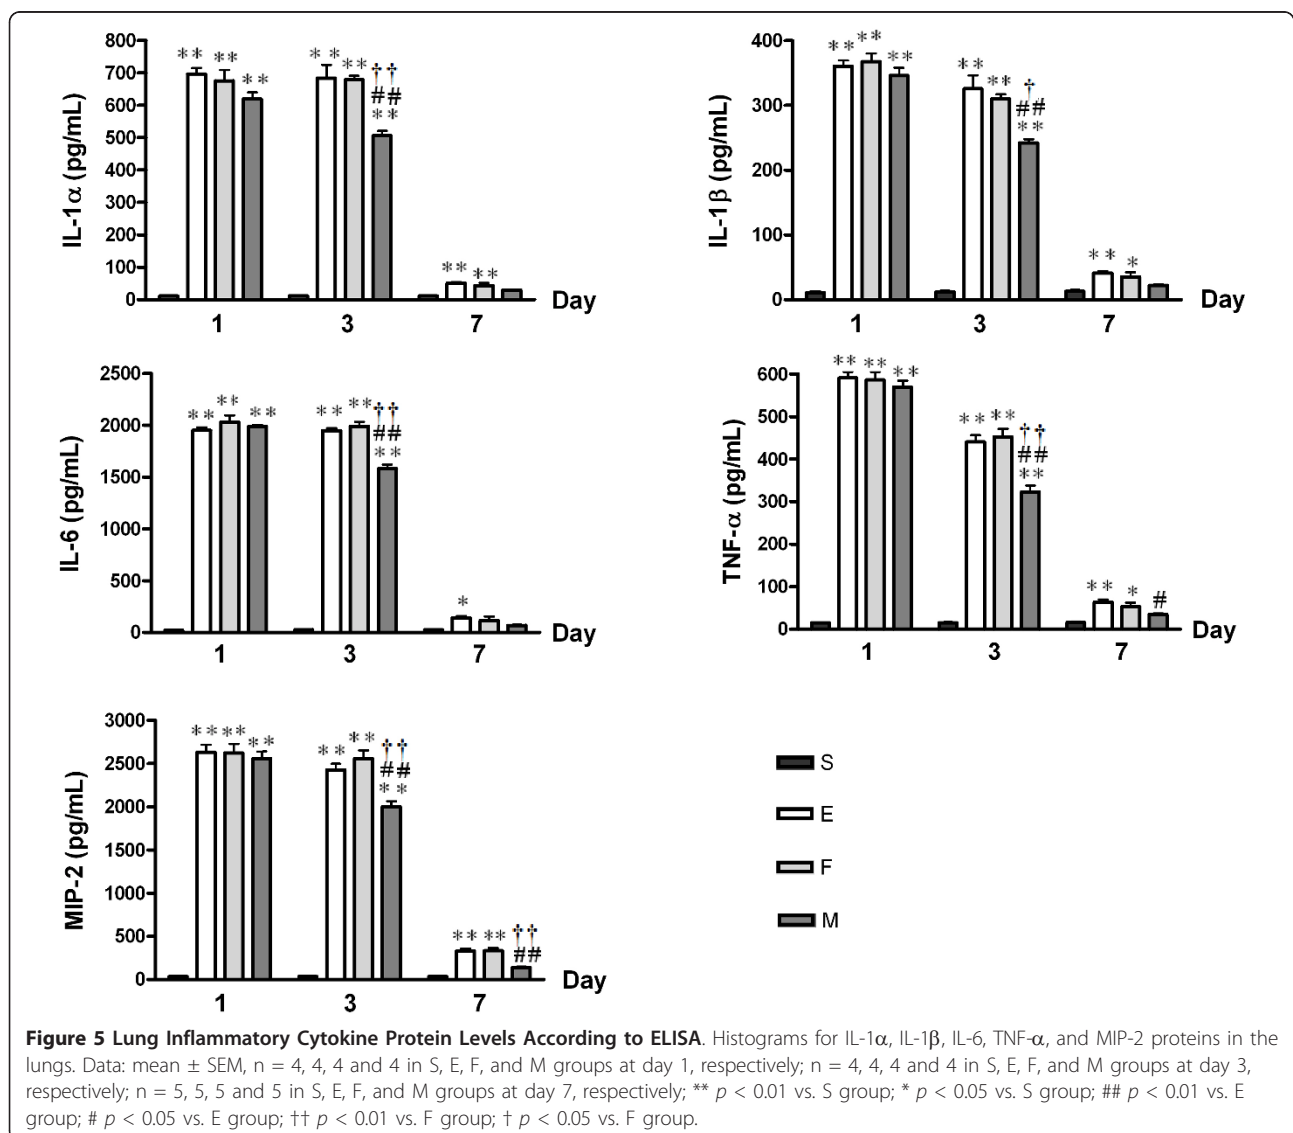 800
700
600
500
400
300
200
100
0
IL-1α (pg/mL)
** ** **
** ** †† ## **
** **
1 3 7
Day
400
300
200
100
0
IL-1β (pg/mL)
** ** **
** ** † ## **
** *
1 3 7
Day
2500
2000
1500
1000
500
0
IL-6 (pg/mL)
** ** **
** ** †† ## **
*
1 3 7
Day
600
500
400
300
200
100
0
TNF-α (pg/mL)
** ** **
** ** †† ## **
** * #
1 3 7
Day
3000
2500
2000
1500
1000
500
0
MIP-2 (pg/mL)
** ** **
** ** †† ## **
** ** †† ##
1 3 7
Day
S
E
F
M
Figure 5 Lung Inflammatory Cytokine Protein Levels According to ELISA. Histograms for IL-1α, IL-1β, IL-6, TNF-α, and MIP-2 proteins in the
lungs. Data: mean ± SEM, n = 4, 4, 4 and 4 in S, E, F, and M groups at day 1, respectively; n = 4, 4, 4 and 4 in S, E, F, and M groups at day 3,
respectively; n = 5, 5, 5 and 5 in S, E, F, and M groups at day 7, respectively; ** p < 0.01 vs. S group; * p < 0.05 vs. S group; ## p < 0.01 vs. E
group; # p < 0.05 vs. E group; †† p < 0.01 vs. F group; † p < 0.05 vs. F group.